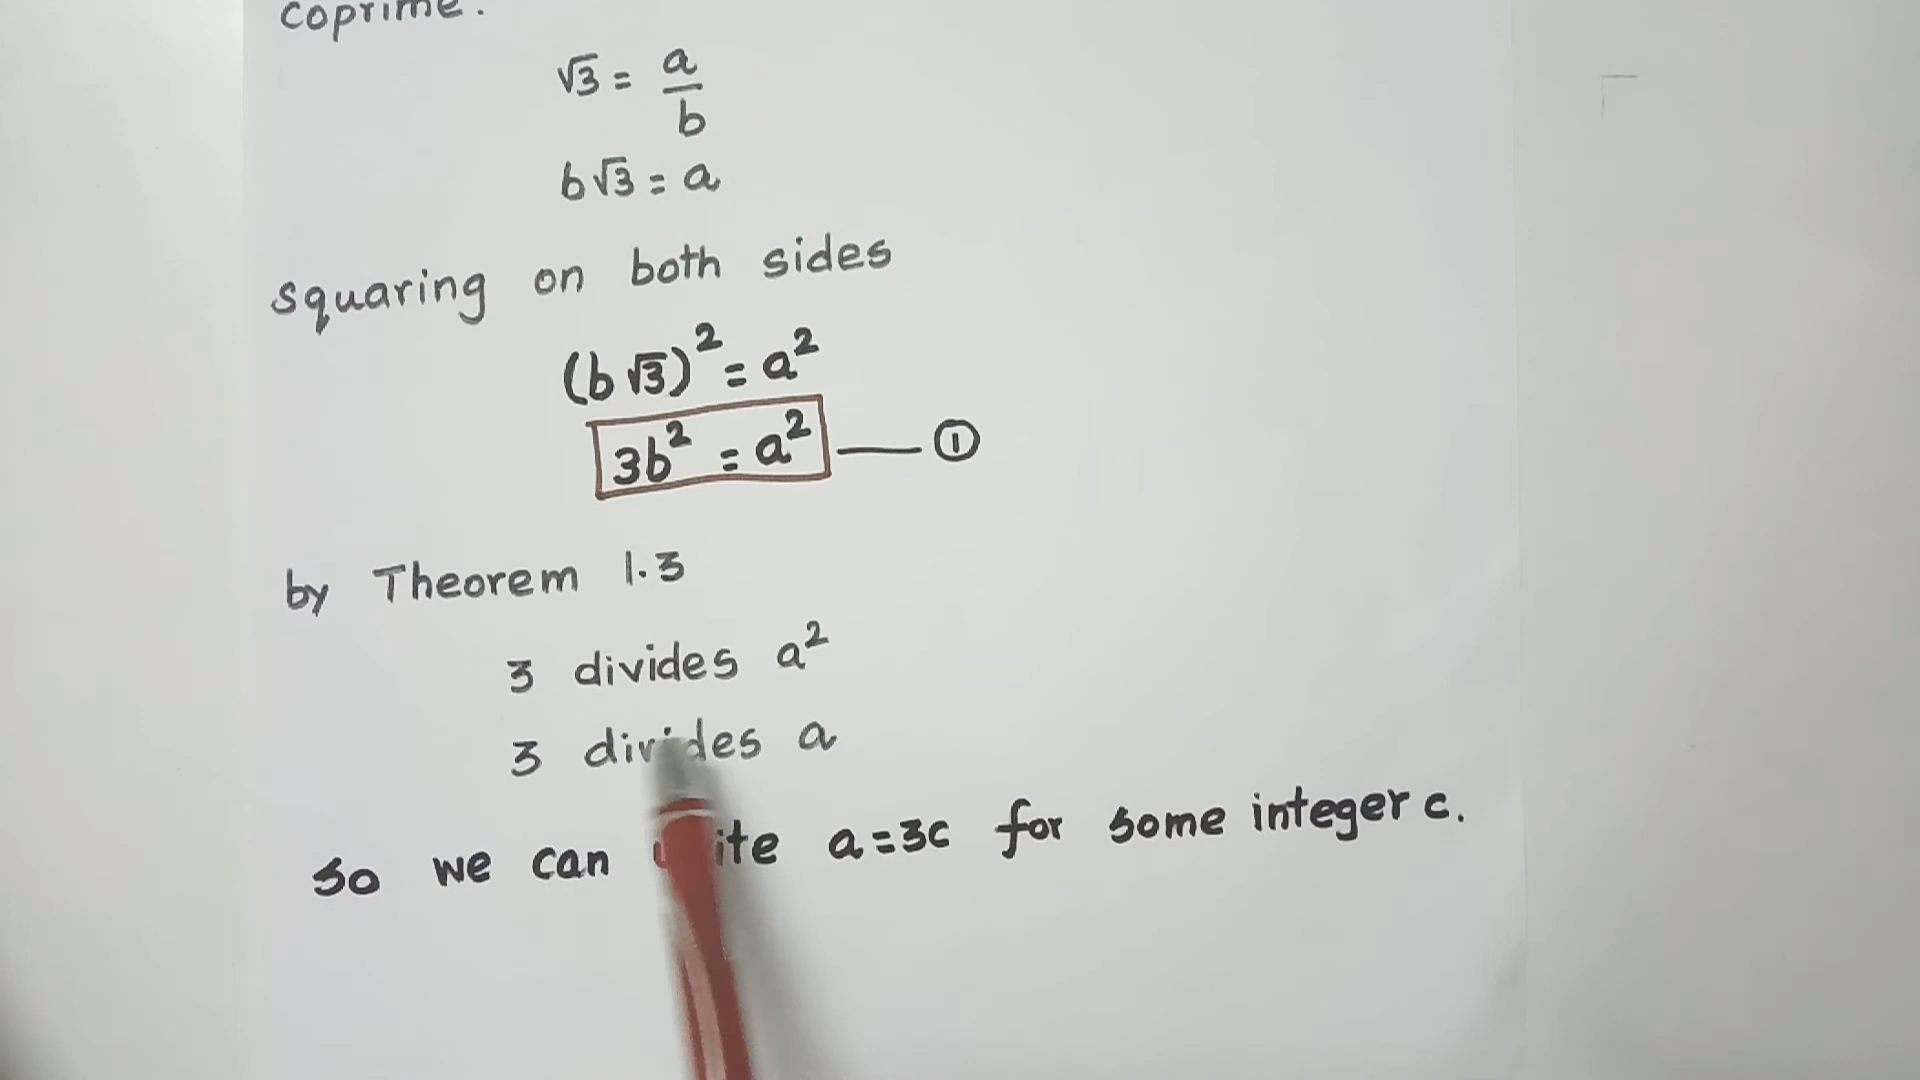 coprime.
√3 = a/b
b√3 = a
squaring on both sides
(b√3)² = a²
3b² = a² —— ①
by Theorem 1.3
3 divides a²
3 divides a
so we can a=3c for some integer c.